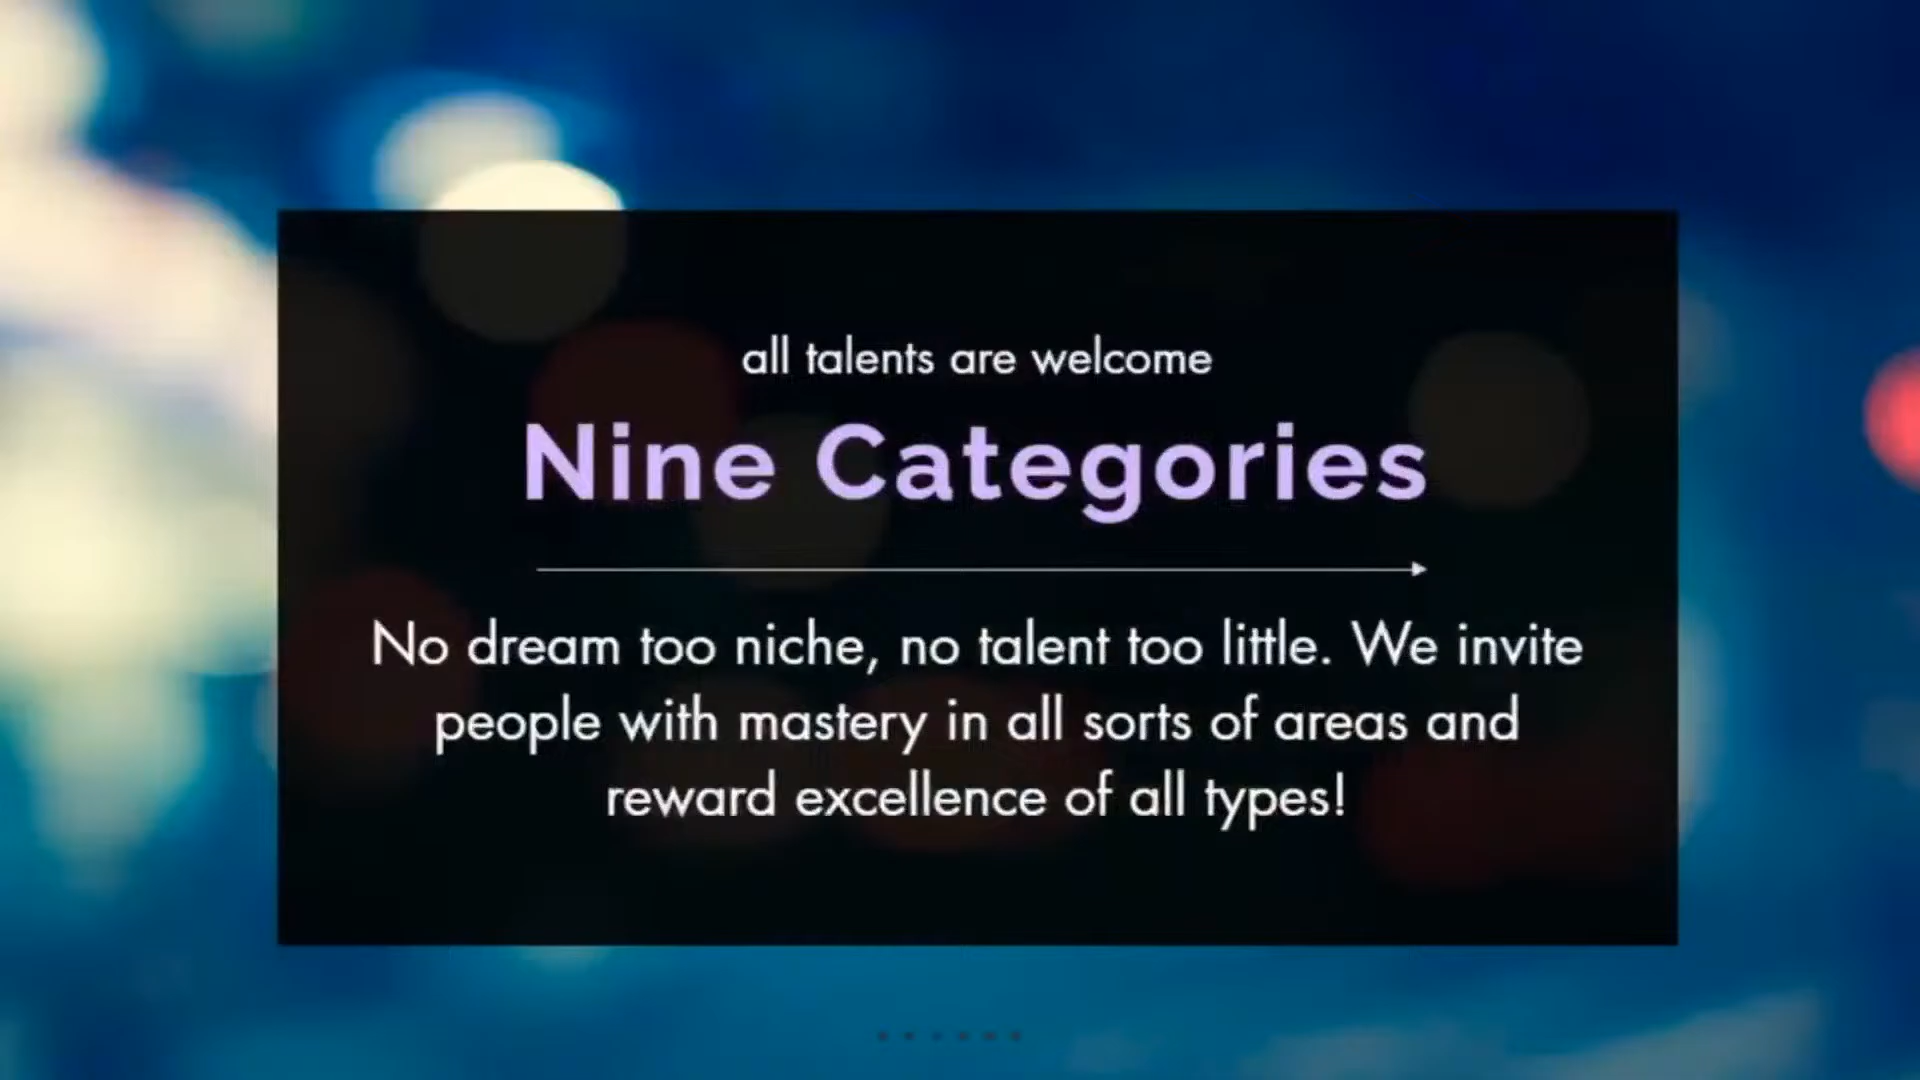 all talents are welcome
Nine Categories
No dream too niche, no talent too little. We invite
people with mastery in all sorts of areas and
reward excellence of all types!